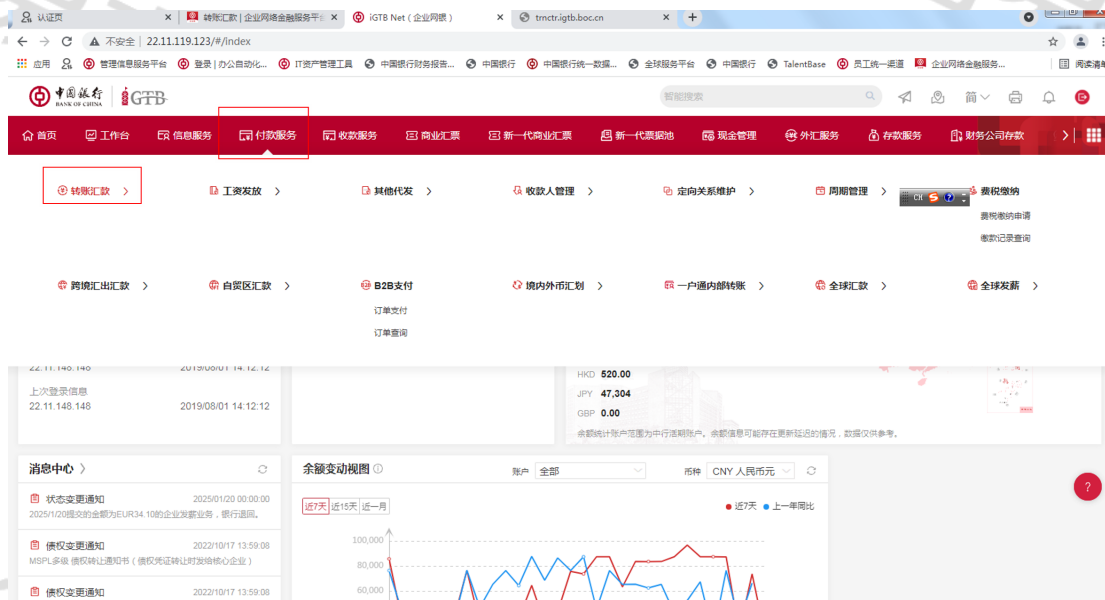 认证页
转账汇款 | 企业网络金融服务平台
iGTB Net ( 企业网银 )
trnctr.igtb.boc.cn
不安全 | 22.11.119.123/#/index
应用
管理信息服务平台
登录 | 办公自动化...
IT资产管理工具
中国银行财务报告...
中国银行
中国银行统一数据...
全球服务平台
中国银行
TalentBase
员工统一渠道
企业网络金融服务...
阅读清单
中国银行 BANK OF CHINA iGTB
智能搜索
简
首页 工作台 信息服务 付款服务 收款服务 商业汇票 新一代商业汇票 新一代票据池 现金管理 外汇服务 存款服务 财务公司存款
转账汇款 > 工资发放 > 其他代发 > 收款人管理 > 定向关系维护 > 周期管理 > CH 费税缴纳
费税缴纳申请
缴款记录查询
跨境汇出汇款 > 自贸区汇款 > B2B支付 境内外币汇划 > 一户通内部转账 > 全球汇款 > 全球发薪 >
订单支付
订单查询
22.11.148.148 2019/08/01 14:12:12
上次登录信息
22.11.148.148 2019/08/01 14:12:12
HKD 520.00
JPY 47,304
GBP 0.00
余额统计账户范围为中行活期账户。余额信息可能存在更新延迟的情况，数据仅供参考。
消息中心 >
状态变更通知 2025/01/20 00:00:00
2025/1/20提交的金额为EUR34.10的企业发薪业务，银行退回。
债权变更通知 2022/10/17 13:59:08
MSPL多级 债权转让通知书 ( 债权凭证转让时发给核心企业 )
债权变更通知 2022/10/17 13:59:08
余额变动视图
账户 全部 币种 CNY 人民币元
近7天 近15天 近一月
近7天 上一年同比
100,000
80,000
60,000
?